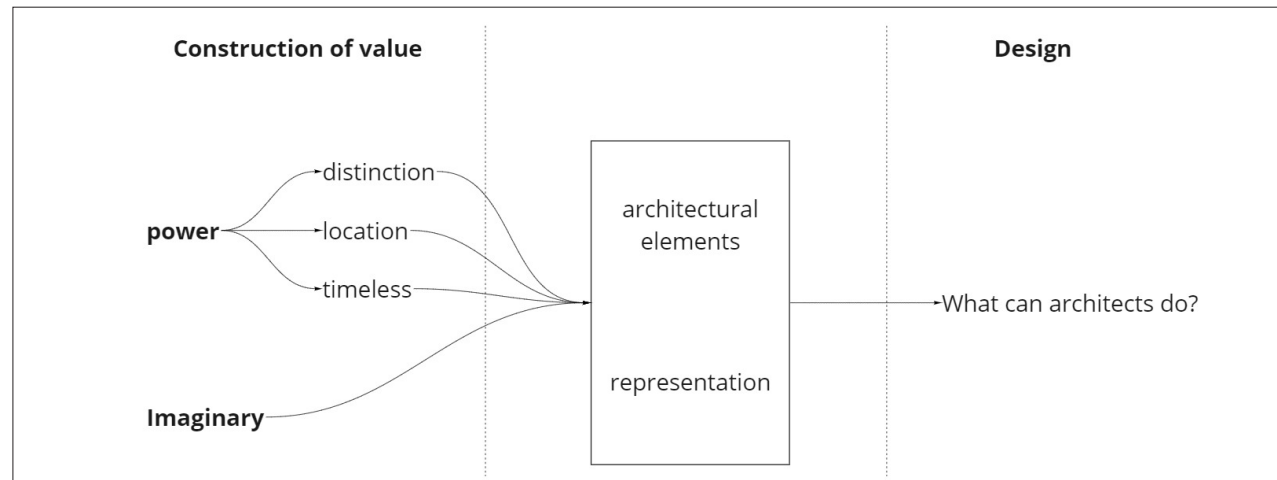 Construction of value
Design
distinction
power
location
timeless
Imaginary
architectural
elements
representation
What can architects do?